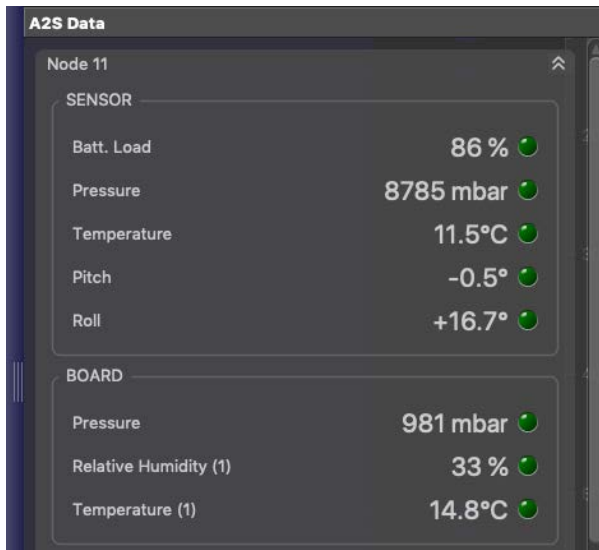 A2S Data
Node 11
SENSOR
Batt. Load 86 %
Pressure 8785 mbar
Temperature 11.5°C
Pitch -0.5°
Roll +16.7°
BOARD
Pressure 981 mbar
Relative Humidity (1) 33 %
Temperature (1) 14.8°C